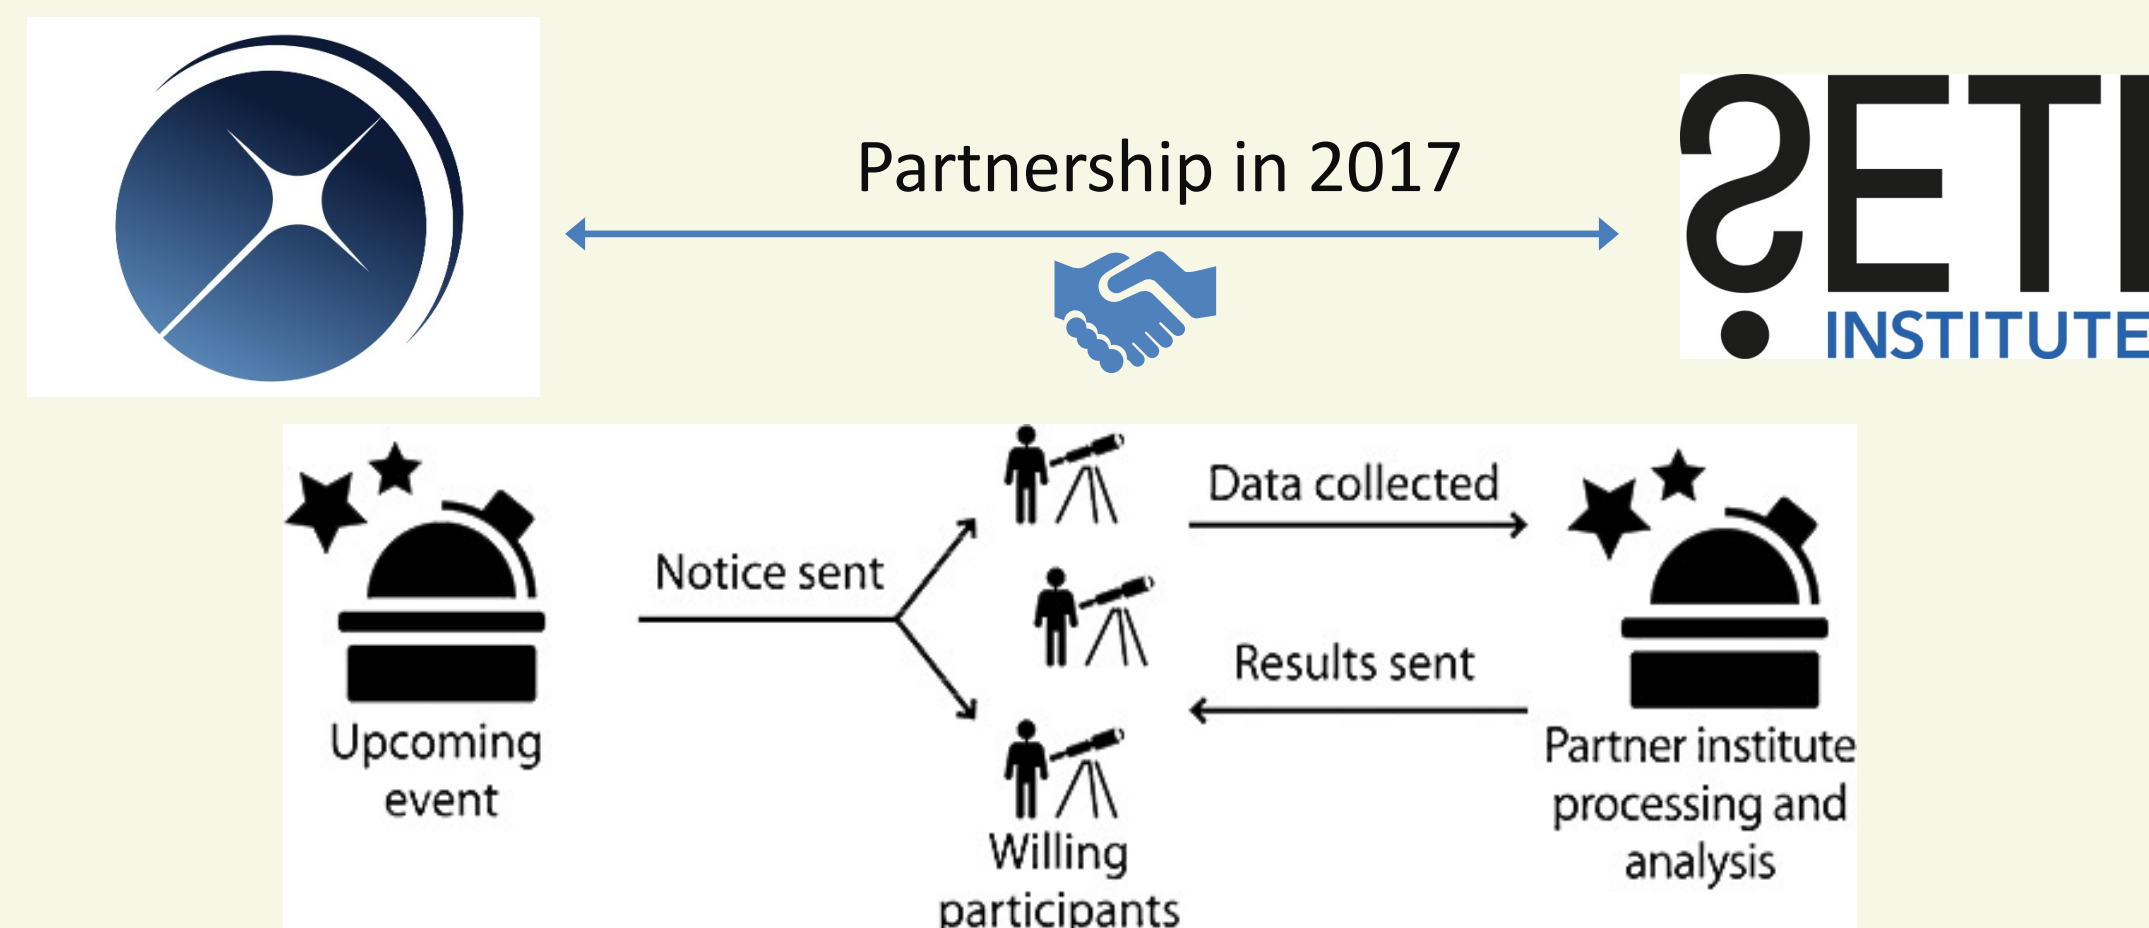 Partnership in 2017
SETI
INSTITUTE
Data collected
Notice sent
Results sent
Upcoming
event
Willing
participants
Partner institute
processing and
analysis